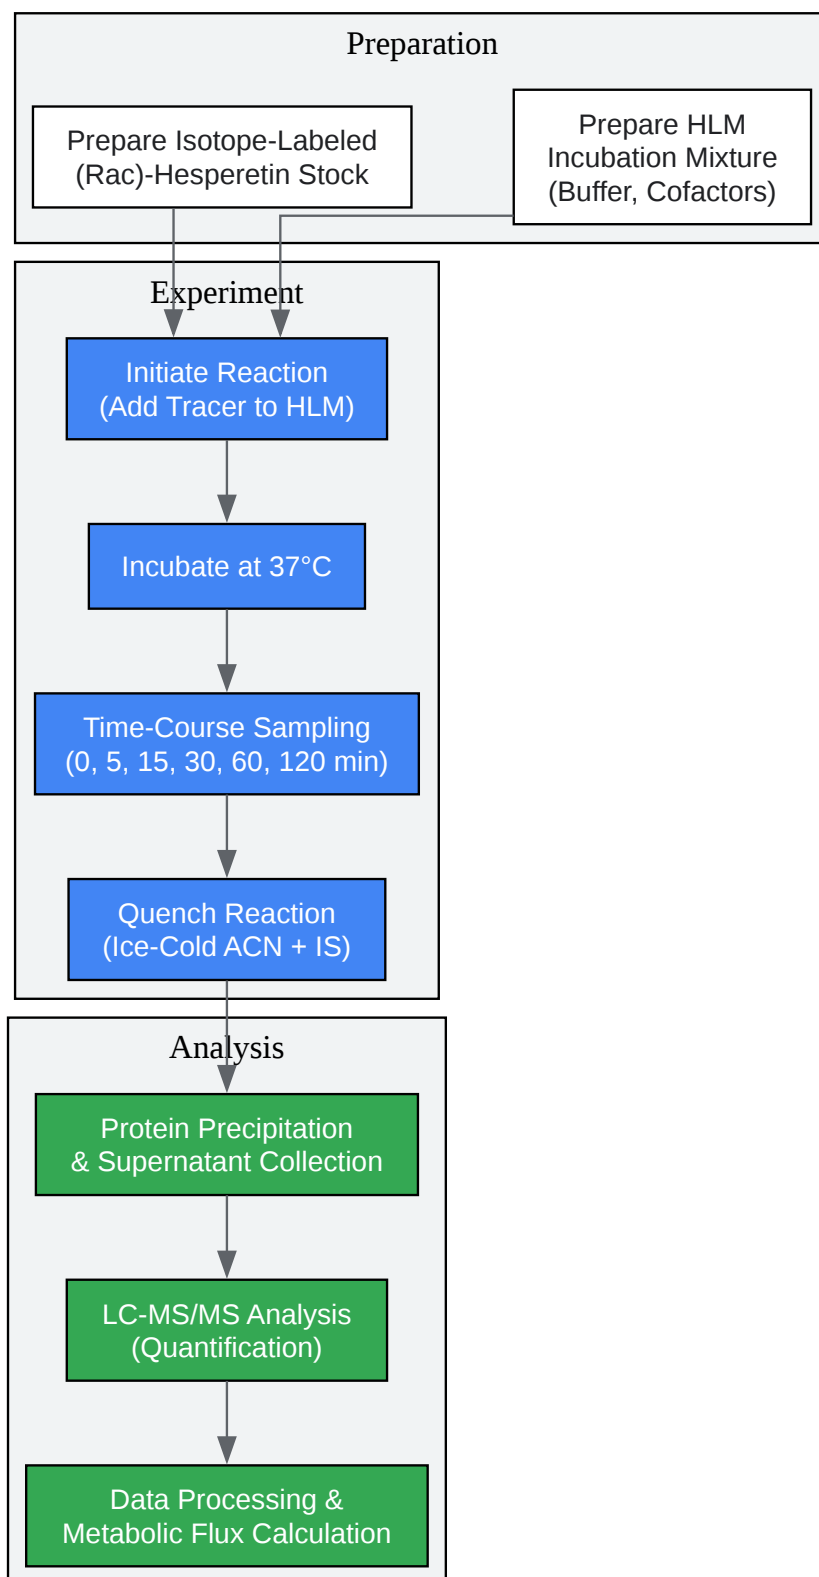 Preparation
Prepare Isotope-Labeled
(Rac)-Hesperetin Stock
Prepare HLM
Incubation Mixture
(Buffer, Cofactors)
Experiment
Initiate Reaction
(Add Tracer to HLM)
Incubate at 37°C
Time-Course Sampling
(0, 5, 15, 30, 60, 120 min)
Quench Reaction
(Ice-Cold ACN + IS)
Analysis
Protein Precipitation
& Supernatant Collection
LC-MS/MS Analysis
(Quantification)
Data Processing &
Metabolic Flux Calculation